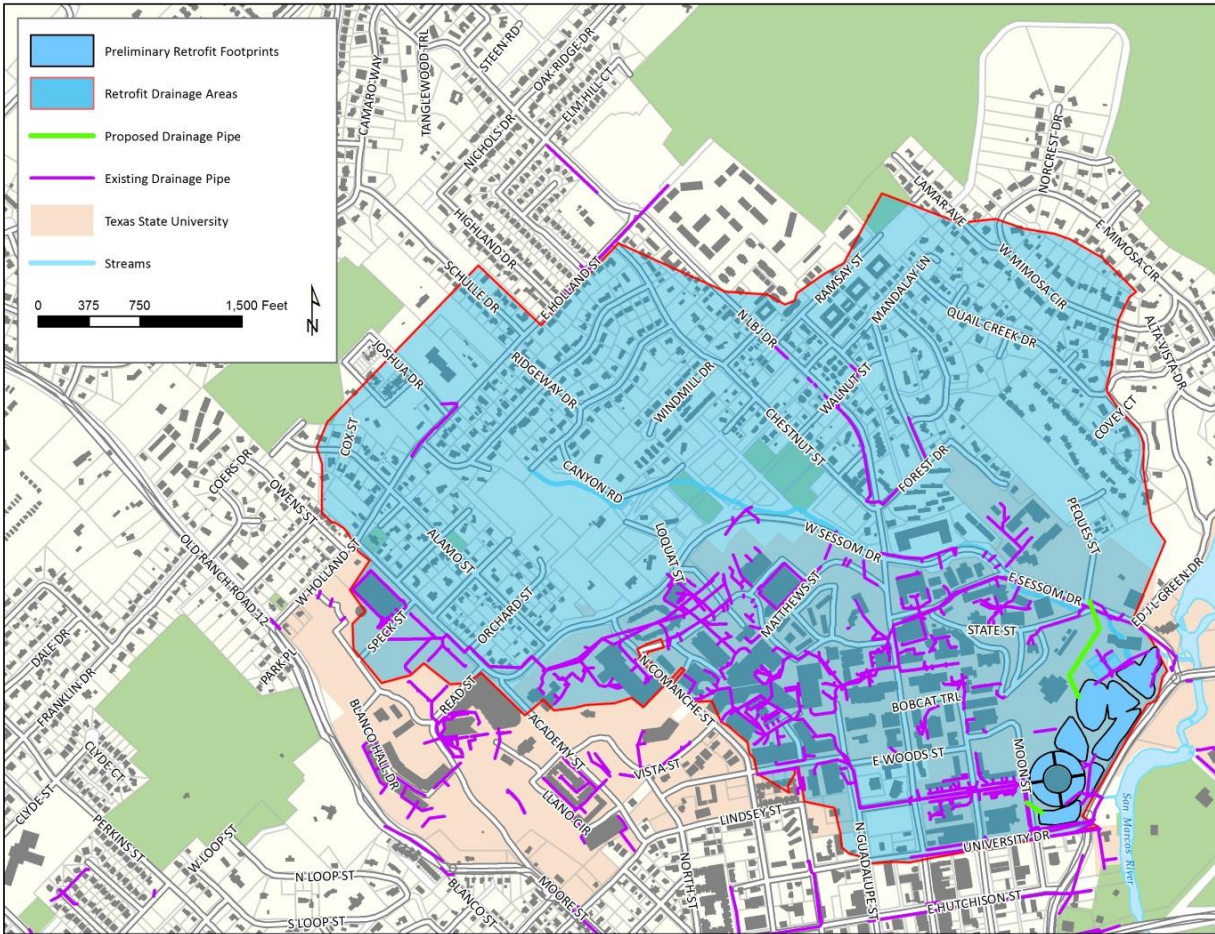 Preliminary Retrofit Footprints
Retrofit Drainage Areas
Proposed Drainage Pipe
Existing Drainage Pipe
Texas State University
Streams
0 375 750 1,500 Feet
N
STEEN RD
OAK RIDGE DR
ELM HILL CT
CAMARO WAY
TANGLEWOOD TRL
NICHOLS DR
HIGHLAND DR
SCHULLE DR
E HOLLAND ST
NORCREST DR
LAMAR AVE
E MIMOSA CIR
W MIMOSA CIR
RAMSAY ST
MANDALAY LN
QUAIL CREEK DR
ALTA VISTA DR
N LBJ DR
JOSHUA DR
RIDGEWAY DR
WINDMILL DR
WALNUT ST
CHESTNUT ST
COVEY CT
COX ST
COERS DR
OWENS ST
CANYON RD
FOREST DR
OLD RANCH ROAD 12
W HOLLAND ST
ALAMO ST
LOQUAT ST
W SESSOM DR
PEQUES ST
ORCHARD ST
MATTHEWS ST
E SESSOM DR
ED J L GREEN DR
SPECK ST
STATE ST
DALE DR
PARK PL
FRANKLIN DR
READ ST
N COMANCHE ST
BOBCAT TRL
BLANCO HALL DR
ACADEMY ST
VISTA ST
E WOODS ST
MOON ST
CLYDE CT
CLYDE ST
LLANO CIR
LINDSEY ST
UNIVERSITY DR
San Marcos River
PERKINS ST
W LOOP ST
N LOOP ST
S LOOP ST
BLANCO ST
MOORE ST
NORTH ST
N GUADALUPE ST
E HUTCHISON ST